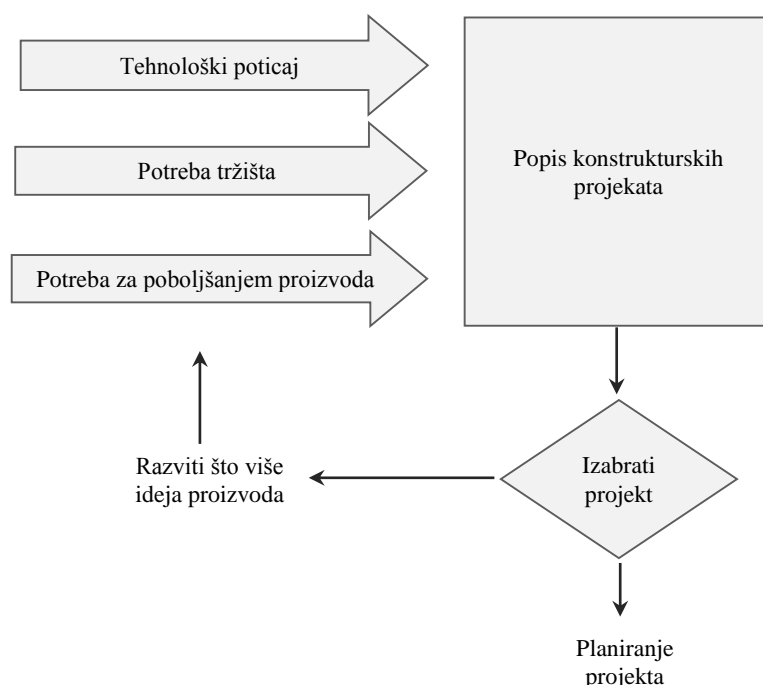 Tehnološki poticaj
Potreba tržišta
Potreba za poboljšanjem proizvoda
Popis konstrukturskih
projekata
Izabrati
projekt
Razviti što više
ideja proizvoda
Planiranje
projekta